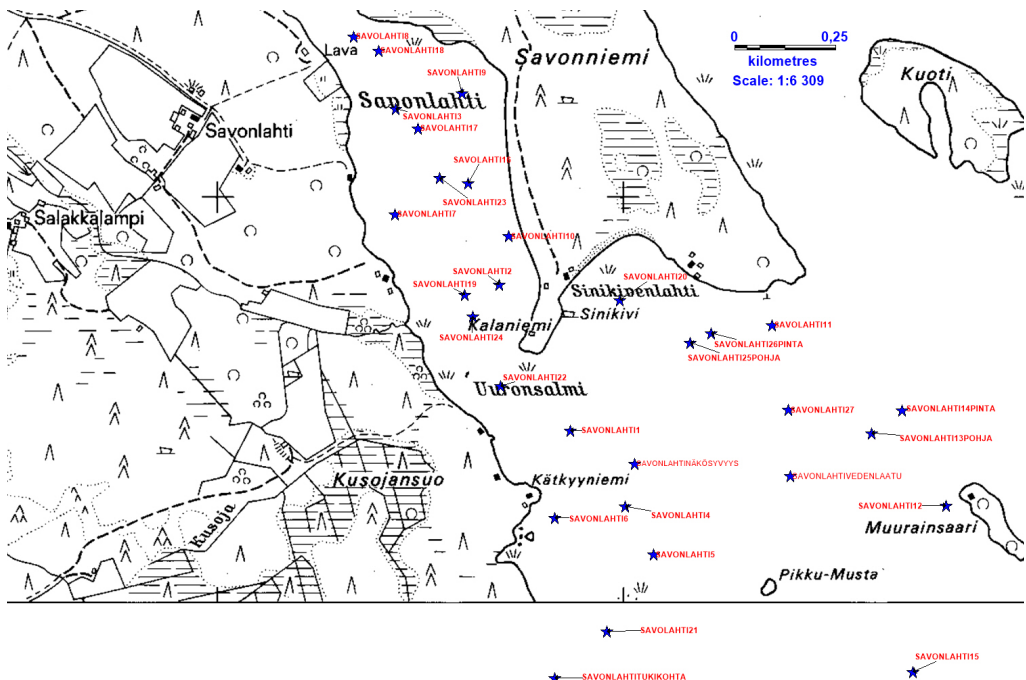 SAVOLAHTI8
Lava
SAVONLAHTI18
Savonniemi
0 0,25
kilometres
Scale: 1:6 309
Kuoti
SAVONLAHTI9
Savonlahti
SAVONLAHTI3
SAVOLAHTI17
Savonlahti
SAVOLAHTI16
SAVONLAHTI23
Salakkalampi
SAVONLAHTI7
SAVONLAHTI10
SAVONLAHTI2
SAVONLAHTI19
SAVONLAHTI20
Sinikivenlahti
Sinikivi
Kalaniemi
SAVONLAHTI24
SAVOLAHTI11
SAVONLAHTI26PINTA
SAVONLAHTI25POHJA
SAVONLAHTI22
Uuronsalmi
SAVONLAHTI27
SAVONLAHTI14PINTA
SAVONLAHTI1
SAVONLAHTI13POHJA
SAVONLAHTINÄKÖSYVYYS
SAVONLAHTIVEDENLAATU
Kusojansuo
Kätkyyniemi
Kusoja
SAVONLAHTI6
SAVONLAHTI4
SAVONLAHTI12
Muurainsaari
SAVONLAHTI5
Pikku-Musta
SAVOLAHTI21
SAVONLAHTI15
SAVONLAHTITUKIKOHTA